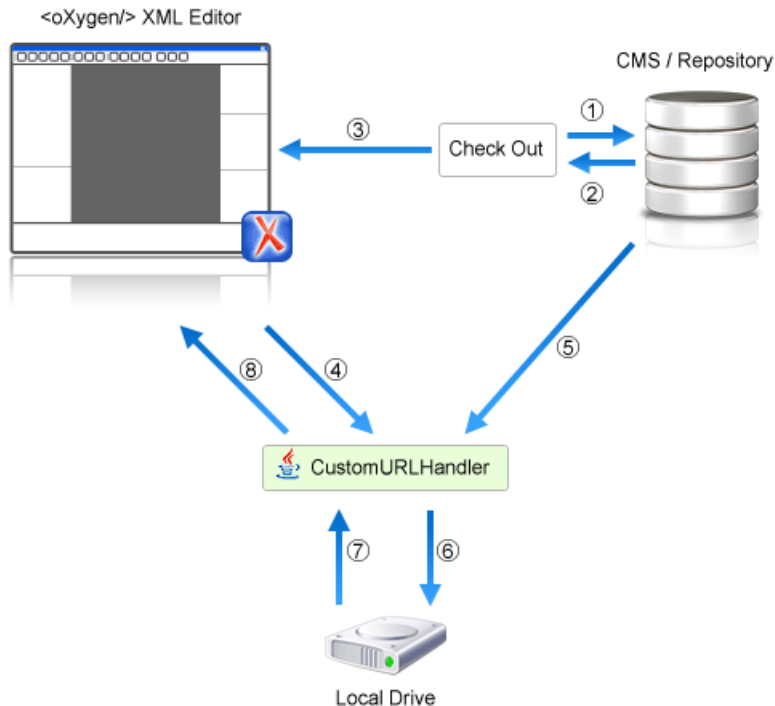 <oXygen/> XML Editor
CMS / Repository
①
③
Check Out
②
⑤
⑧
④
CustomURLHandler
⑦
⑥
Local Drive